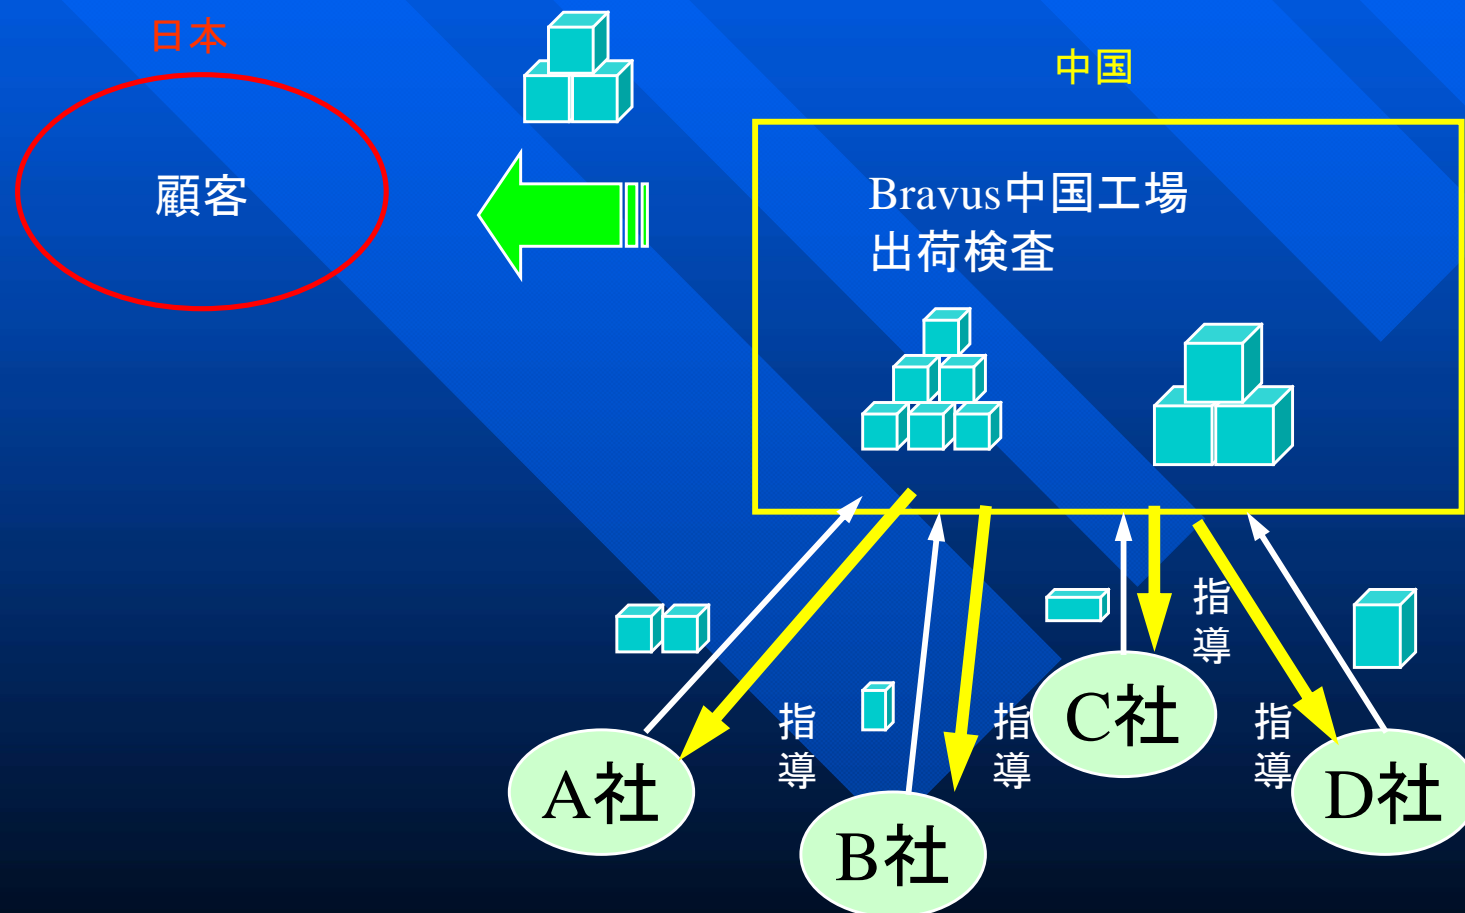 日本
中国
顧客
Bravus中国工場
出荷検査
指
導
指
導
指
導
指
導
A社
B社
C社
D社